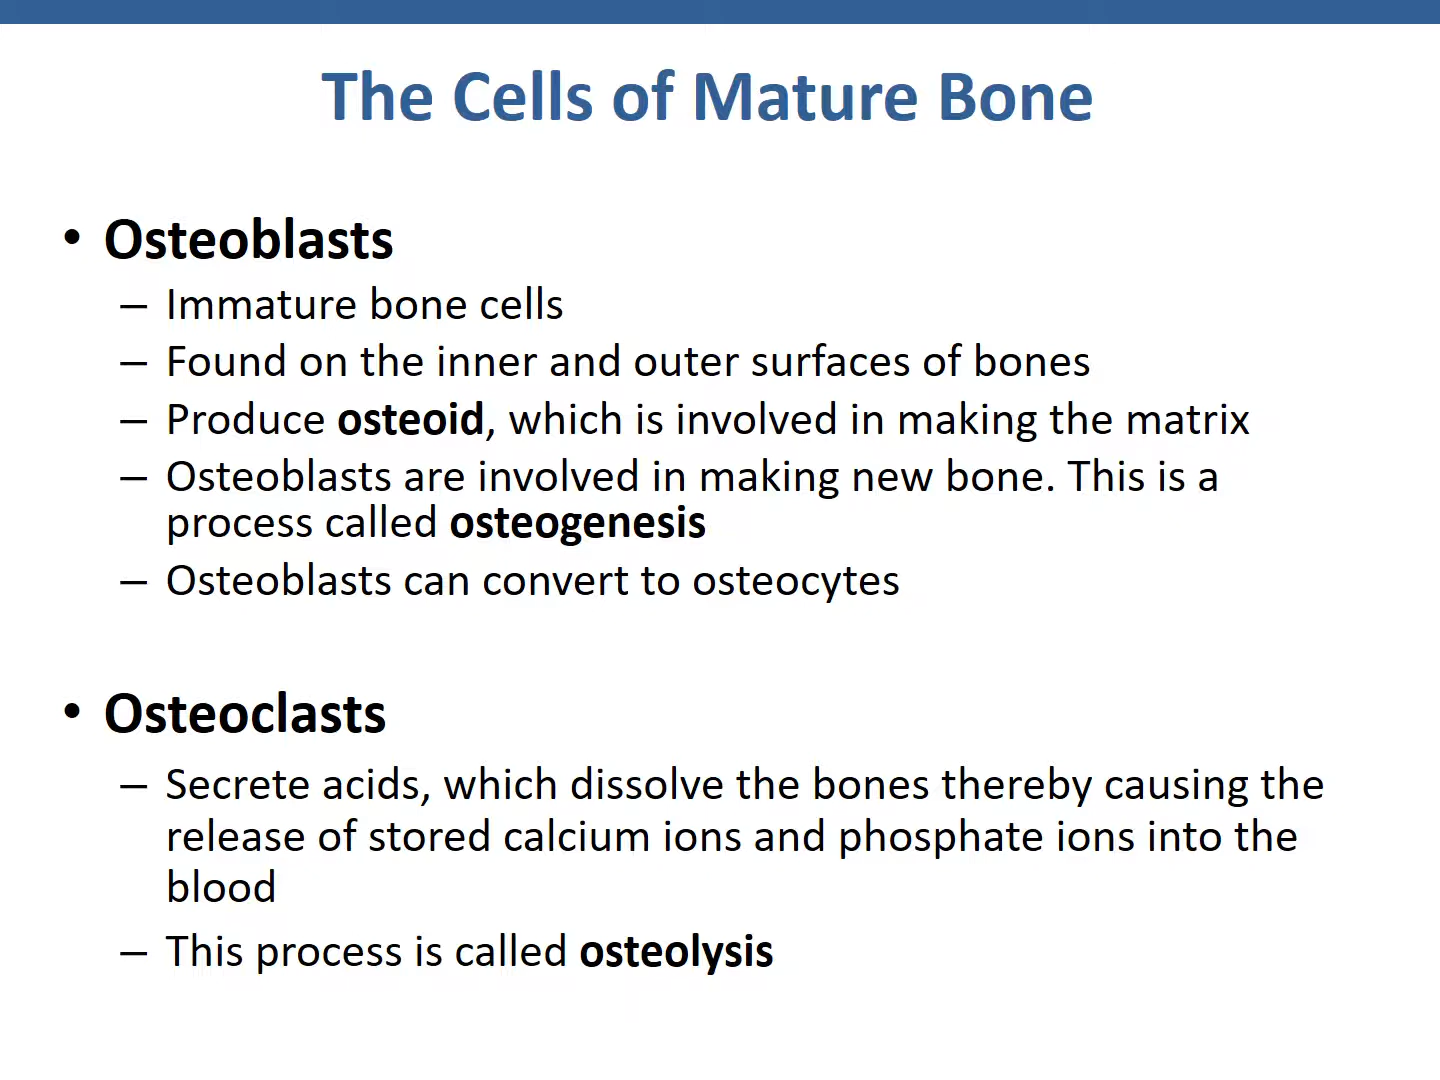 The Cells of Mature Bone
• Osteoblasts
– Immature bone cells
– Found on the inner and outer surfaces of bones
– Produce osteoid, which is involved in making the matrix
– Osteoblasts are involved in making new bone. This is a
process called osteogenesis
– Osteoblasts can convert to osteocytes
• Osteoclasts
– Secrete acids, which dissolve the bones thereby causing the
release of stored calcium ions and phosphate ions into the
blood
– This process is called osteolysis